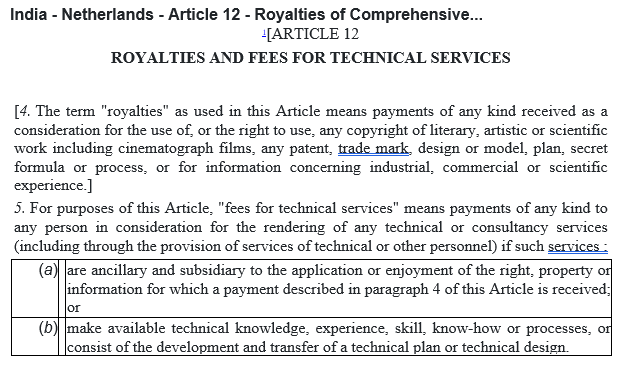 India - Netherlands - Article 12 - Royalties of Comprehensive...
1[ARTICLE 12
ROYALTIES AND FEES FOR TECHNICAL SERVICES
[4. The term "royalties" as used in this Article means payments of any kind received as a
consideration for the use of, or the right to use, any copyright of literary, artistic or scientific
work including cinematograph films, any patent, trade mark, design or model, plan, secret
formula or process, or for information concerning industrial, commercial or scientific
experience.]
5. For purposes of this Article, "fees for technical services" means payments of any kind to
any person in consideration for the rendering of any technical or consultancy services
(including through the provision of services of technical or other personnel) if such services :
(a) are ancillary and subsidiary to the application or enjoyment of the right, property or
information for which a payment described in paragraph 4 of this Article is received;
or
(b) make available technical knowledge, experience, skill, know-how or processes, or
consist of the development and transfer of a technical plan or technical design.